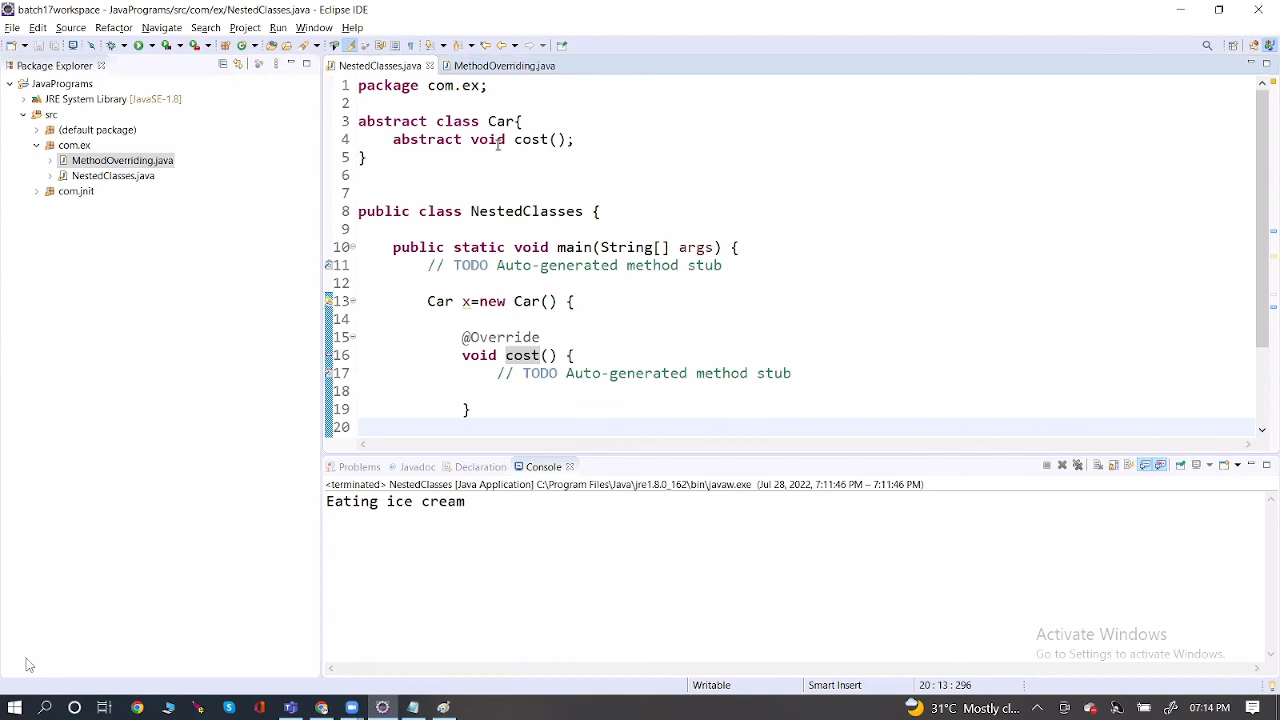 batch17workspace - JavaPrograms/src/com/ex/NestedClasses.java - Eclipse IDE
File Edit Source Refactor Navigate Search Project Run Window Help
Package Explorer
JavaPrograms
JRE System Library [JavaSE-1.8]
src
(default package)
com.ex
MethodOverriding.java
NestedClasses.java
com.jnit
NestedClasses.java MethodOverriding.java
1 package com.ex;
2
3 abstract class Car{
4 abstract void cost();
5 }
6
7
8 public class NestedClasses {
9
10 public static void main(String[] args) {
11 // TODO Auto-generated method stub
12
13 Car x=new Car() {
14
15 @Override
16 void cost() {
17 // TODO Auto-generated method stub
18
19 }
20
Problems Javadoc Declaration Console
<terminated> NestedClasses [Java Application] C:\Program Files\Java\jre1.8.0_162\bin\javaw.exe (Jul 28, 2022, 7:11:46 PM – 7:11:46 PM)
Eating ice cream
Activate Windows
Go to Settings to activate Windows.
Writable Smart Insert 20 : 13 : 296
31°C Mostly cl... 07:14 PM